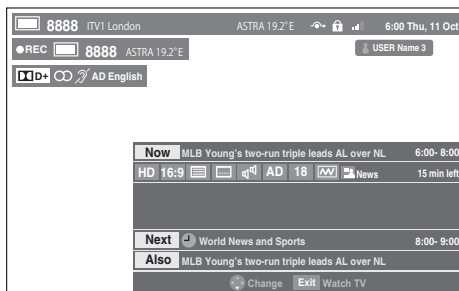 8888 ITV1 London ASTRA 19.2°E 6:00 Thu, 11 Oct
●REC 8888 ASTRA 19.2°E USER Name 3
D+ AD English
Now MLB Young's two-run triple leads AL over NL 6:00- 8:00
HD 16:9 AD 18 News 15 min left
Next World News and Sports 8:00- 9:00
Also MLB Young's two-run triple leads AL over NL
Change Exit Watch TV